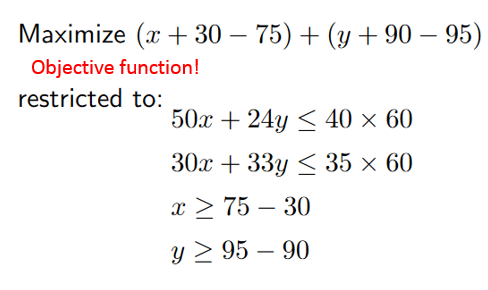 Maximize (x + 30 − 75) + (y + 90 − 95)
Objective function!
restricted to:
50x + 24y ≤ 40 × 60
30x + 33y ≤ 35 × 60
x ≥ 75 − 30
y ≥ 95 − 90